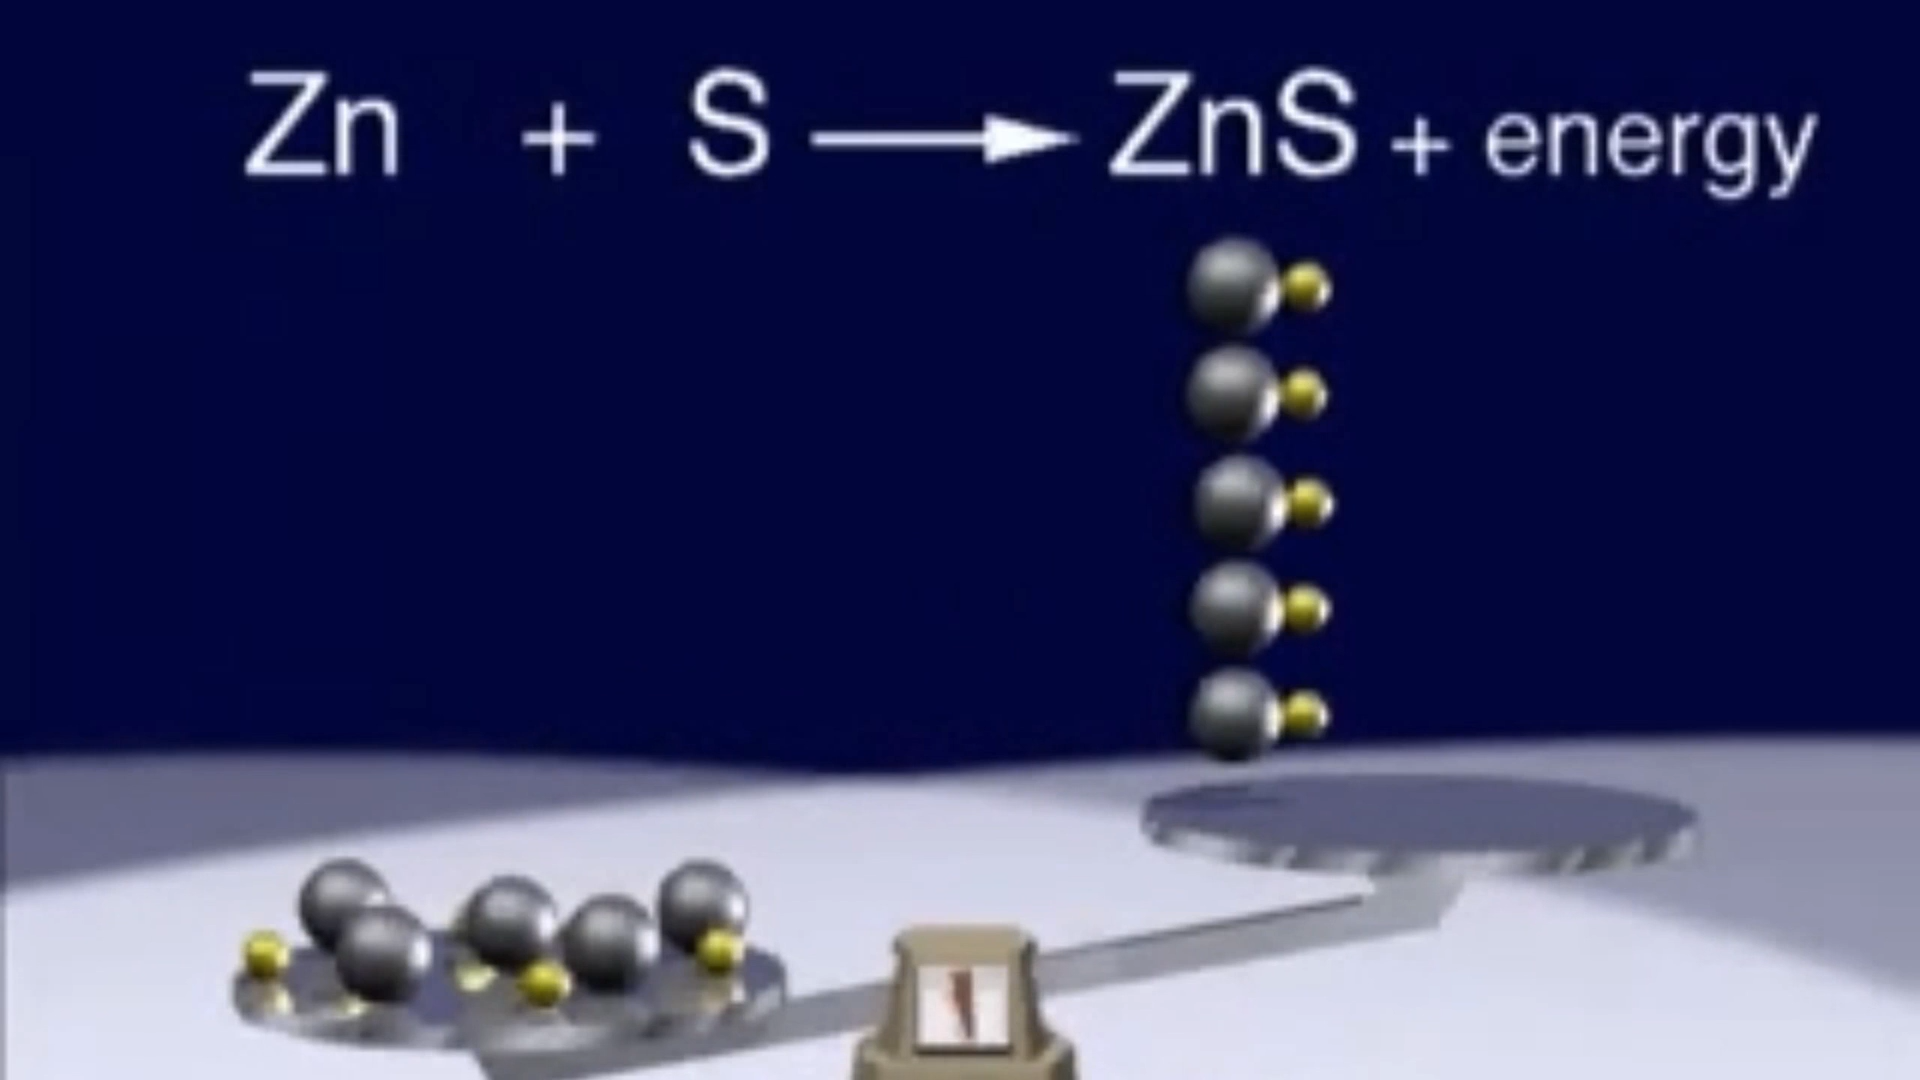 Zn + S → ZnS + energy